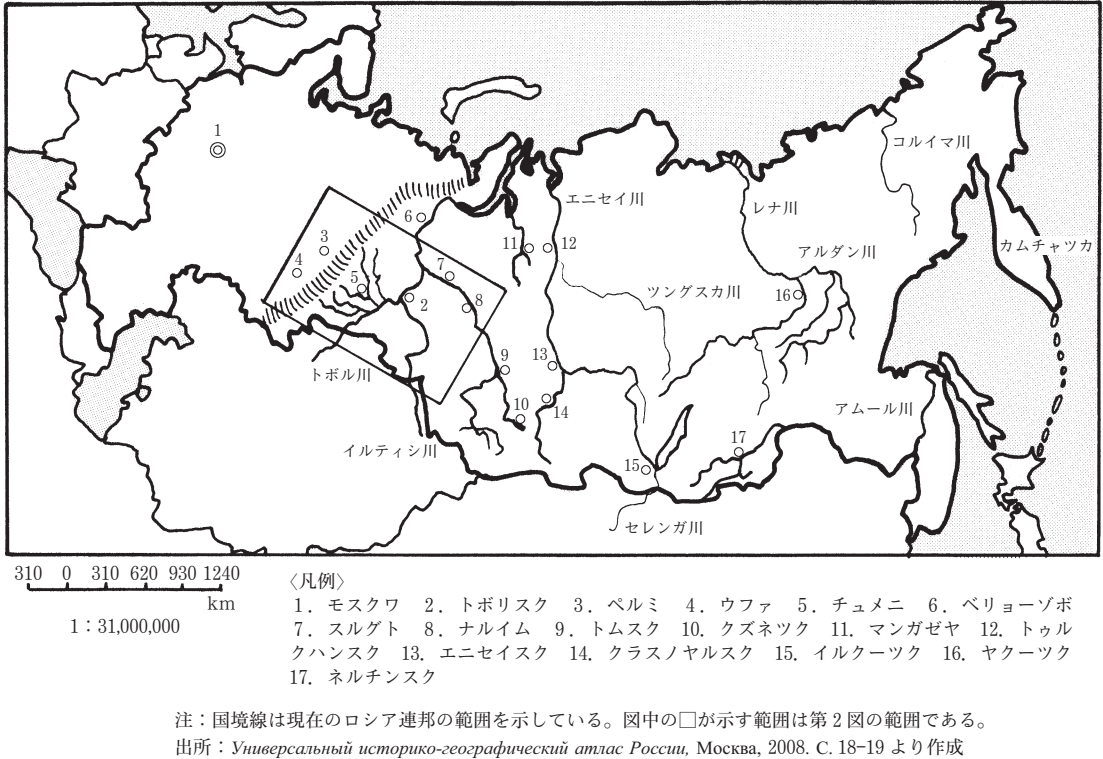 1
コルイマ川
エニセイ川
レナ川
6
カムチャツカ
3
11
12
アルダン川
4
7
5
ツングスカ川
16
2
8
9
13
トボル川
10
14
アムール川
17
イルティシ川
15
セレンガ川
310 0 310 620 930 1240
km
1：31,000,000
〈凡例〉
1．モスクワ 2．トボリスク 3．ペルミ 4．ウファ 5．チュメニ 6．ベリョーゾボ
7．スルグト 8．ナルイム 9．トムスク 10．クズネツク 11．マンガゼヤ 12．トゥル
クハンスク 13．エニセイスク 14．クラスノヤルスク 15．イルクーツク 16．ヤクーツク
17．ネルチンスク
注：国境線は現在のロシア連邦の範囲を示している。図中の□が示す範囲は第2図の範囲である。
出所：Универсальный историко-географический атлас России, Москва, 2008. С. 18-19 より作成